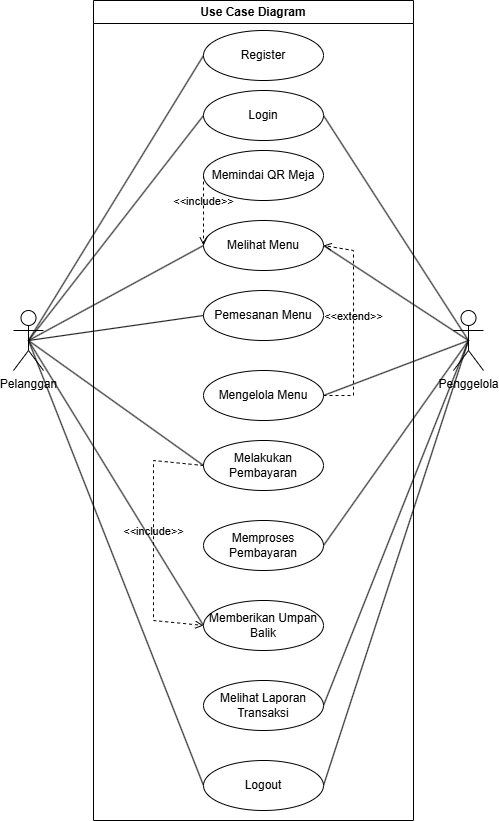 Use Case Diagram
Register
Login
Memindai QR Meja
<<include>>
Melihat Menu
Pemesanan Menu
<<extend>>
Pelanggan
Penggelola
Mengelola Menu
Melakukan
Pembayaran
<<include>>
Memproses
Pembayaran
Memberikan Umpan
Balik
Melihat Laporan
Transaksi
Logout